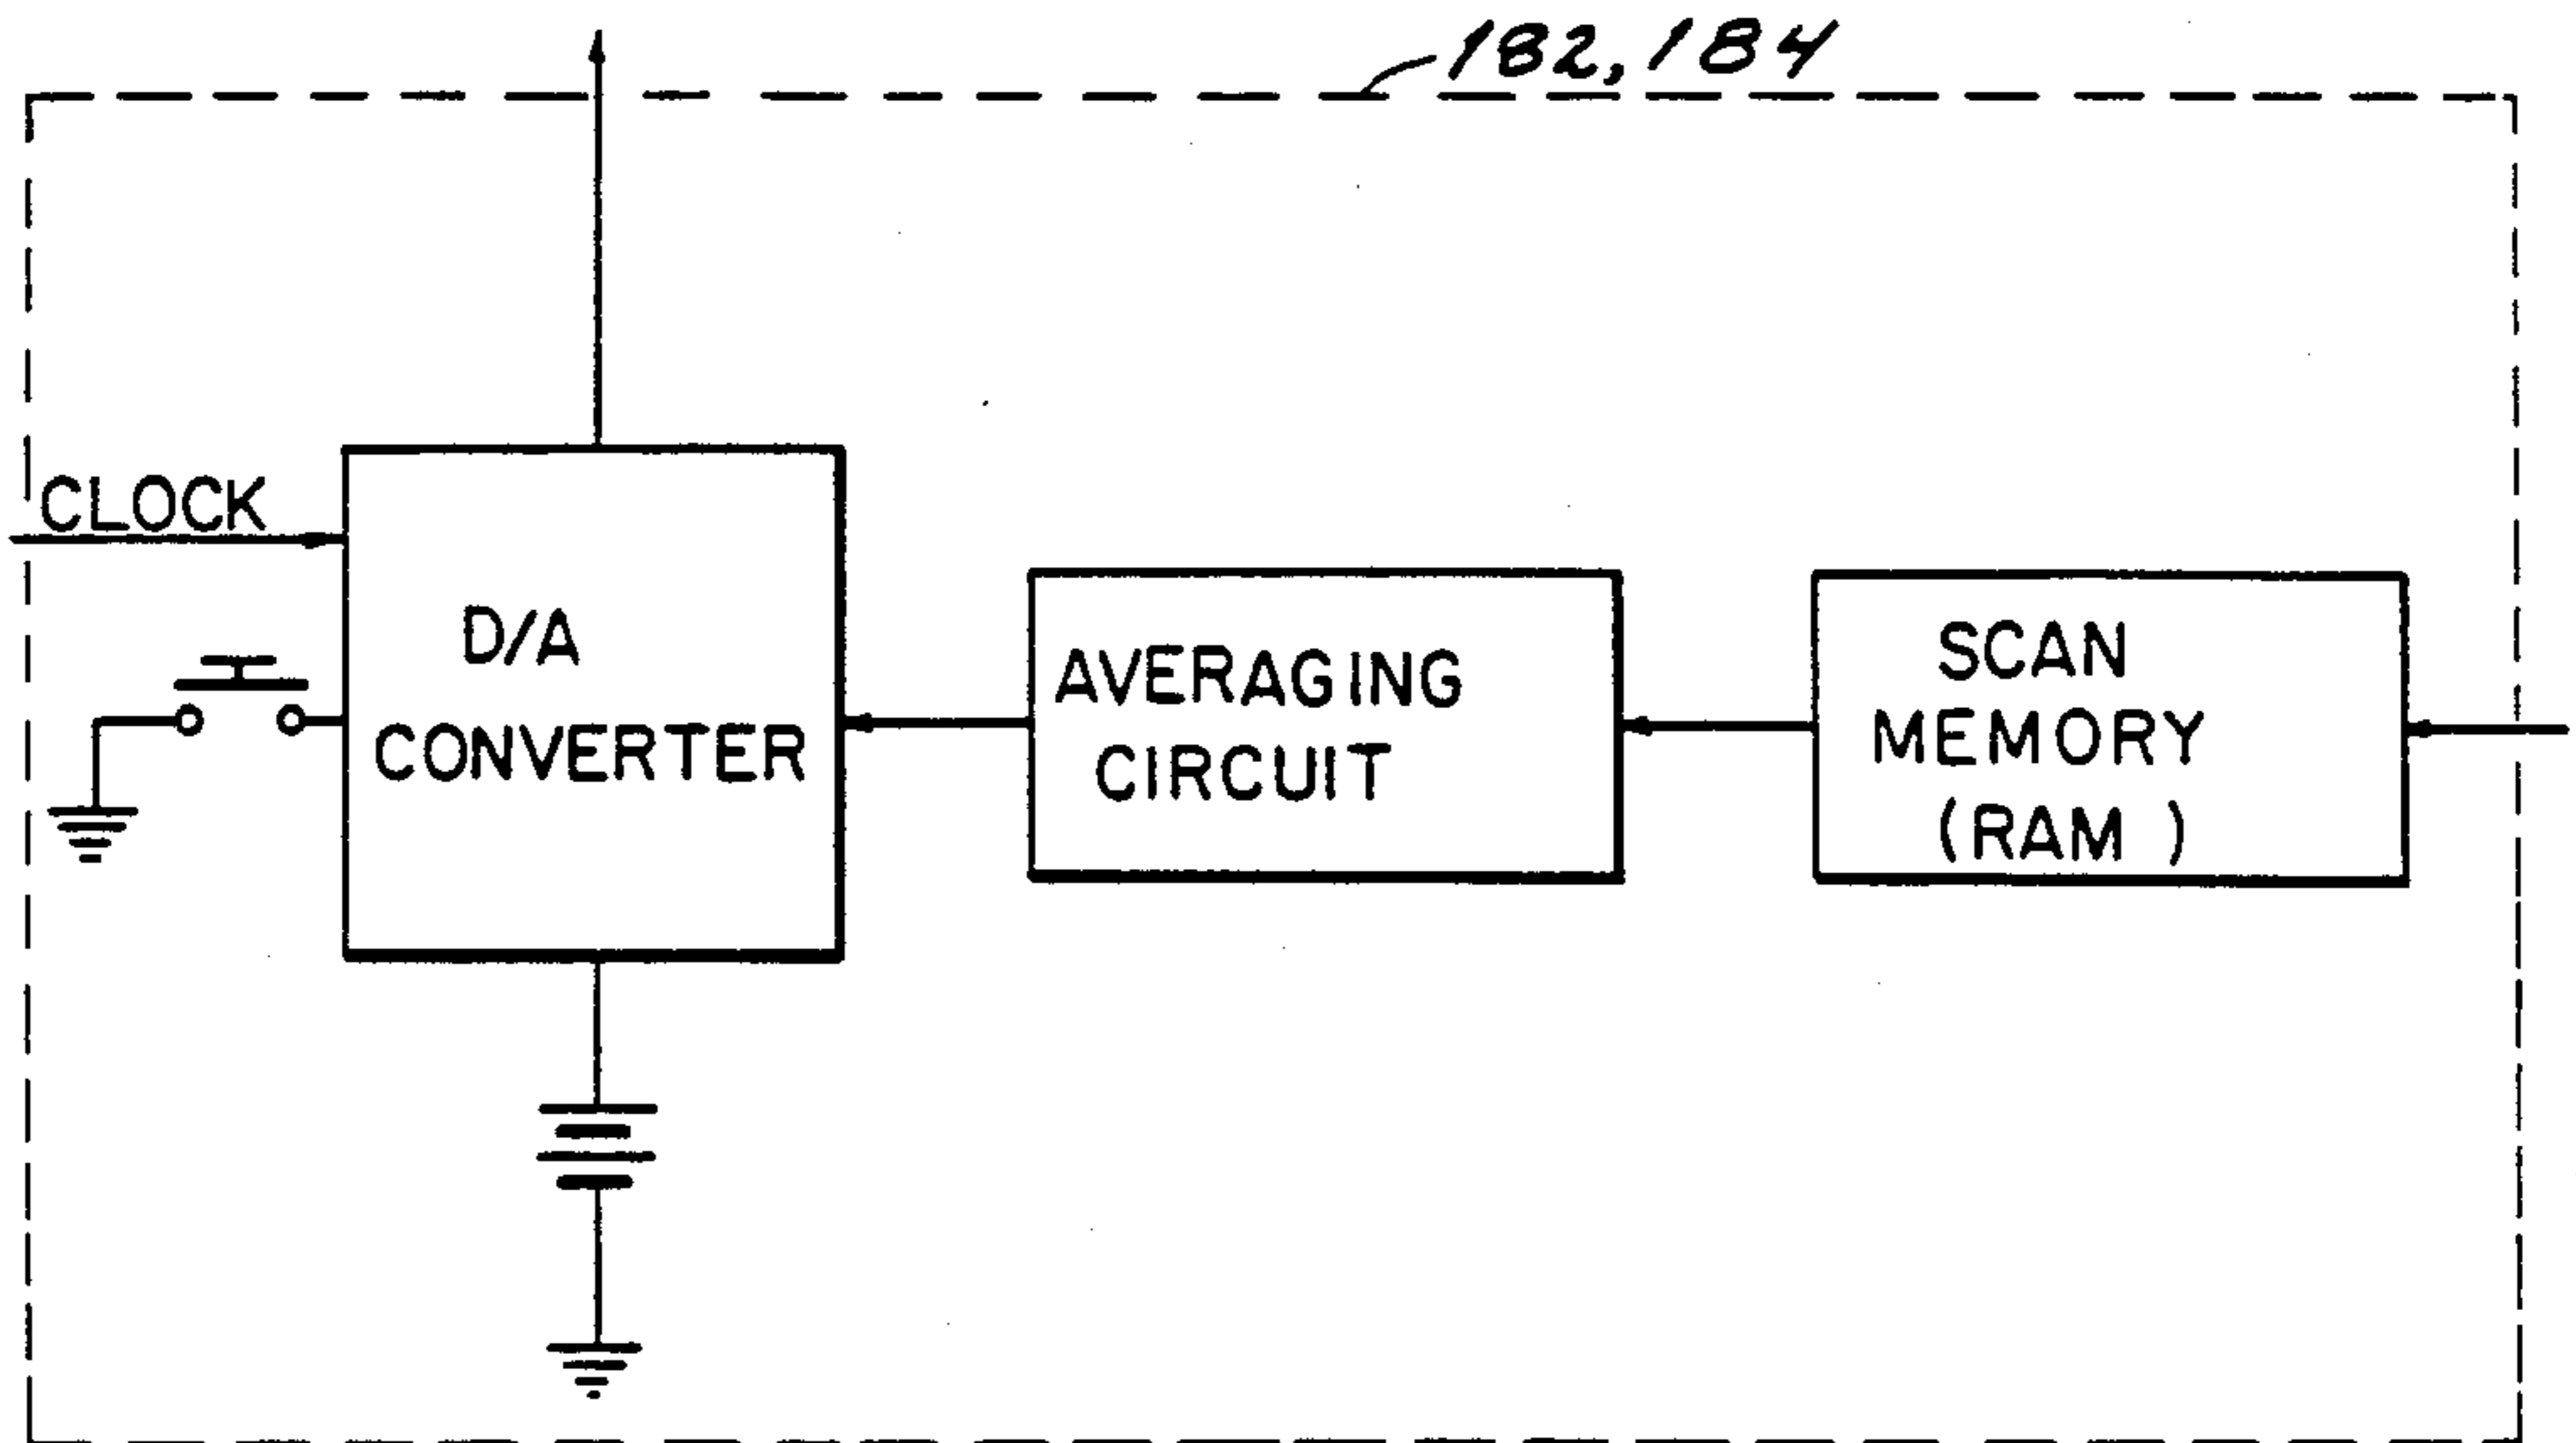 182, 184
CLOCK
D/A
CONVERTER
AVERAGING
CIRCUIT
SCAN
MEMORY
(RAM )